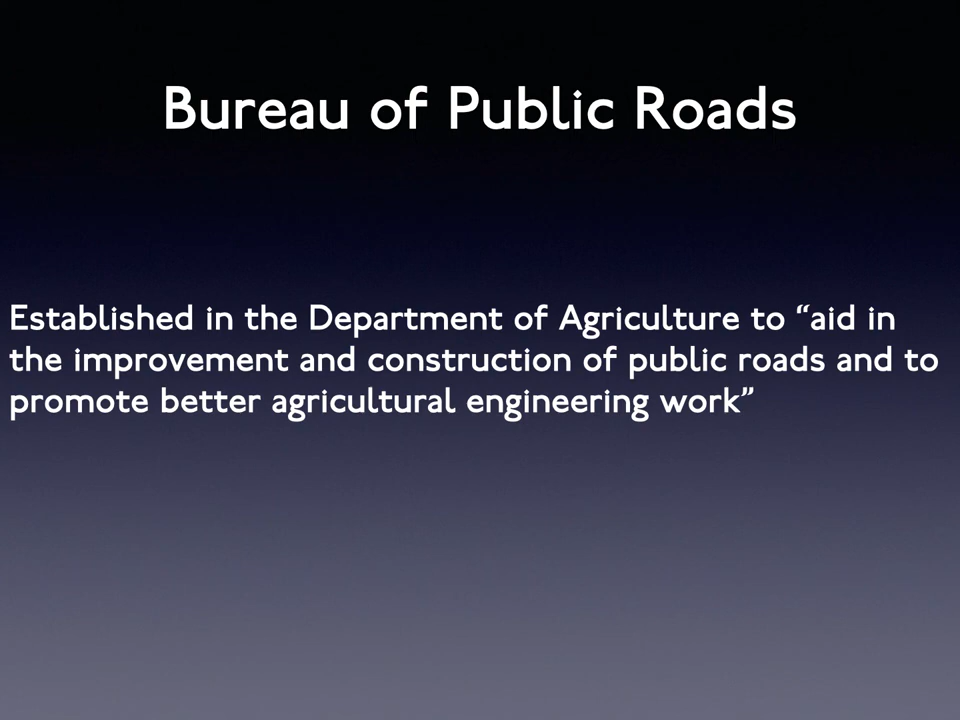 Bureau of Public Roads
Established in the Department of Agriculture to “aid in
the improvement and construction of public roads and to
promote better agricultural engineering work”